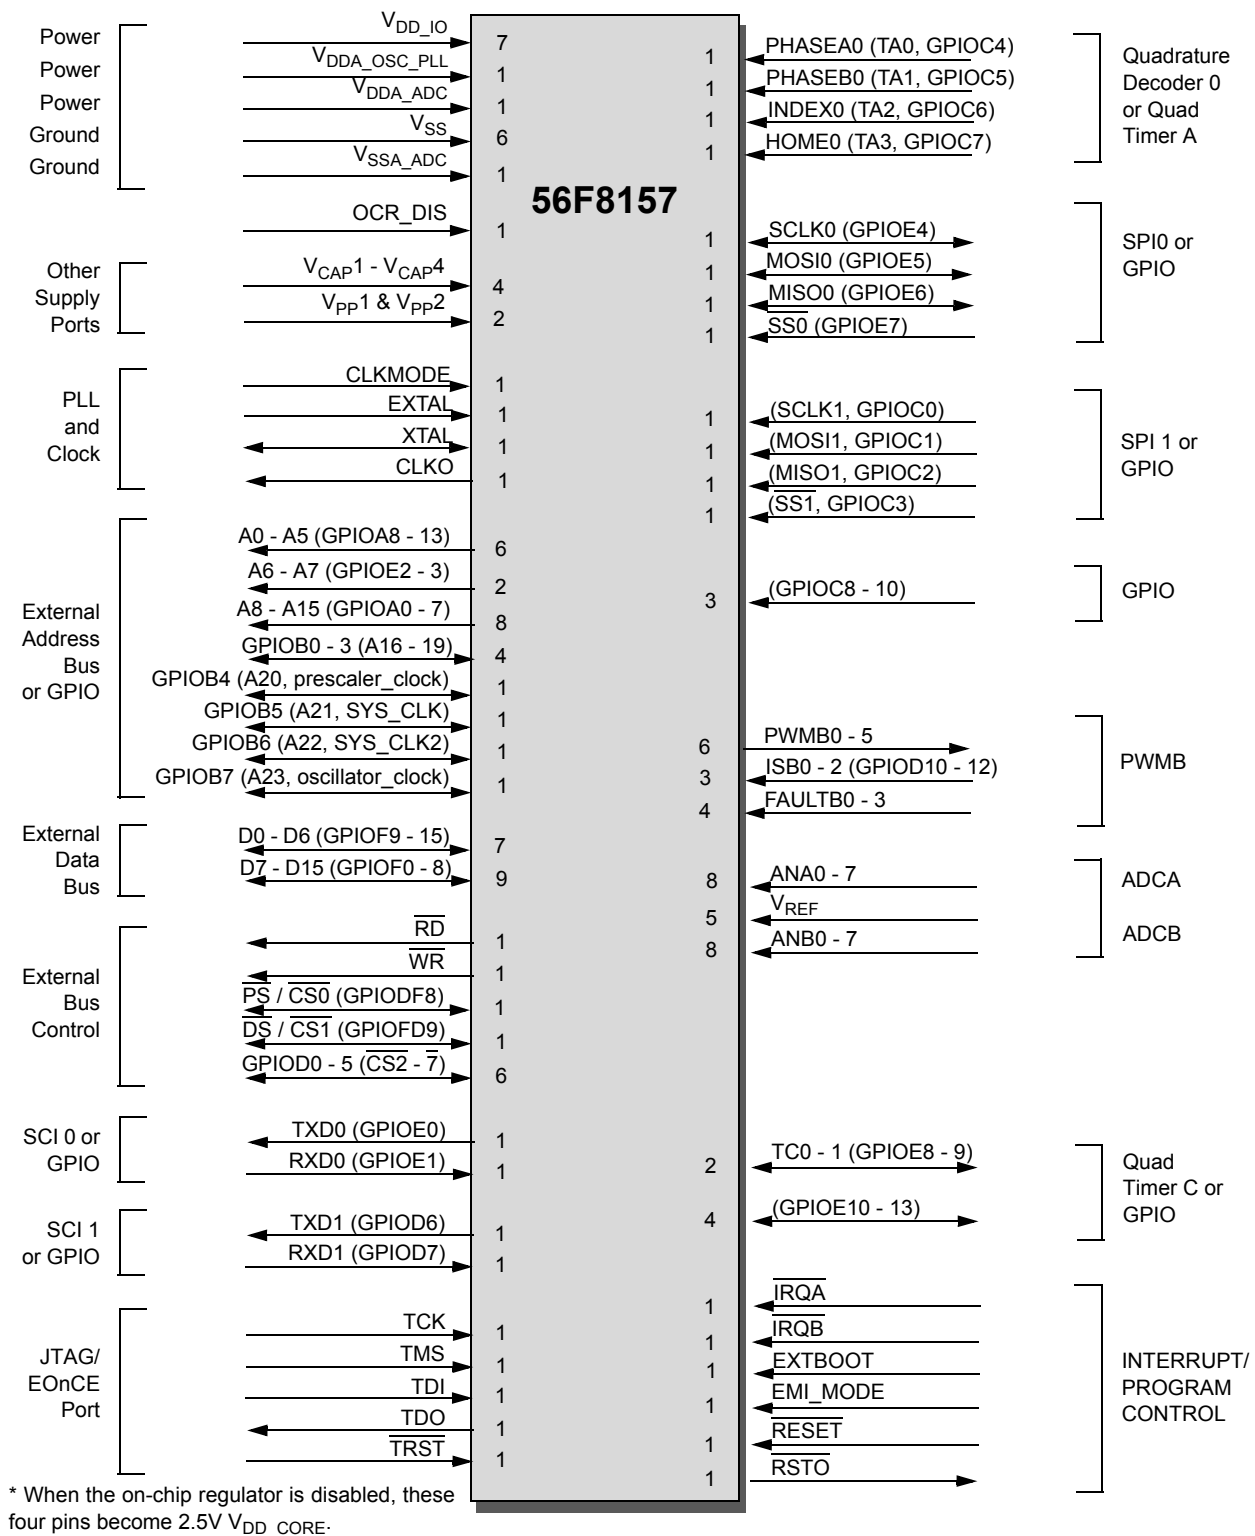 56F8157
Power
Power
Power
Ground
Ground
V_DD_IO 7
V_DDA_OSC_PLL 1
V_DDA_ADC 1
V_SS 6
V_SSA_ADC 1
OCR_DIS 1
Other
Supply
Ports
V_CAP1 - V_CAP4 4
V_PP1 & V_PP2 2
PLL
and
Clock
CLKMODE 1
EXTAL 1
XTAL 1
CLKO 1
External
Address
Bus
or GPIO
A0 - A5 (GPIOA8 - 13) 6
A6 - A7 (GPIOE2 - 3) 2
A8 - A15 (GPIOA0 - 7) 8
GPIOB0 - 3 (A16 - 19) 4
GPIOB4 (A20, prescaler_clock) 1
GPIOB5 (A21, SYS_CLK) 1
GPIOB6 (A22, SYS_CLK2) 1
GPIOB7 (A23, oscillator_clock) 1
External
Data
Bus
D0 - D6 (GPIOF9 - 15) 7
D7 - D15 (GPIOF0 - 8) 9
External
Bus
Control
RD 1
WR 1
PS / CS0 (GPIODF8) 1
DS / CS1 (GPIOFD9) 1
GPIOD0 - 5 (CS2 - 7) 6
SCI 0 or
GPIO
TXD0 (GPIOE0) 1
RXD0 (GPIOE1) 1
SCI 1
or GPIO
TXD1 (GPIOD6) 1
RXD1 (GPIOD7) 1
JTAG/
EOnCE
Port
TCK 1
TMS 1
TDI 1
TDO 1
TRST 1
1 PHASEA0 (TA0, GPIOC4)
1 PHASEB0 (TA1, GPIOC5)
1 INDEX0 (TA2, GPIOC6)
1 HOME0 (TA3, GPIOC7)
Quadrature
Decoder 0
or Quad
Timer A
1 SCLK0 (GPIOE4)
1 MOSI0 (GPIOE5)
1 MISO0 (GPIOE6)
1 SS0 (GPIOE7)
SPI0 or
GPIO
1 (SCLK1, GPIOC0)
1 (MOSI1, GPIOC1)
1 (MISO1, GPIOC2)
1 (SS1, GPIOC3)
SPI 1 or
GPIO
3 (GPIOC8 - 10)
GPIO
6 PWMB0 - 5
3 ISB0 - 2 (GPIOD10 - 12)
4 FAULTB0 - 3
PWMB
8 ANA0 - 7
5 V_REF
8 ANB0 - 7
ADCA
ADCB
2 TC0 - 1 (GPIOE8 - 9)
4 (GPIOE10 - 13)
Quad
Timer C or
GPIO
1 IRQA
1 IRQB
1 EXTBOOT
1 EMI_MODE
1 RESET
1 RSTO
INTERRUPT/
PROGRAM
CONTROL
* When the on-chip regulator is disabled, these
four pins become 2.5V V_DD_CORE.